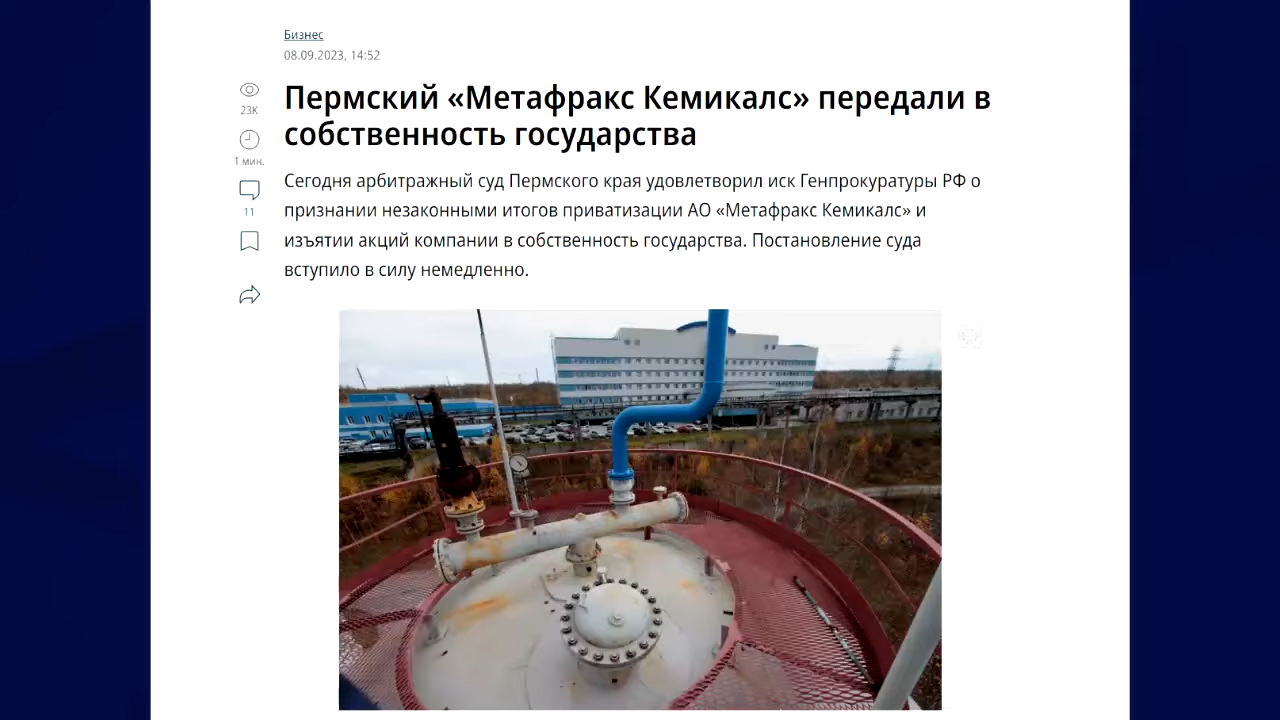 Бизнес
08.09.2023, 14:52
Пермский «Метафракс Кемикалс» передали в
собственность государства
23K
1 мин.
11
Сегодня арбитражный суд Пермского края удовлетворил иск Генпрокуратуры РФ о
признании незаконными итогов приватизации АО «Метафракс Кемикалс» и
изъятии акций компании в собственность государства. Постановление суда
вступило в силу немедленно.